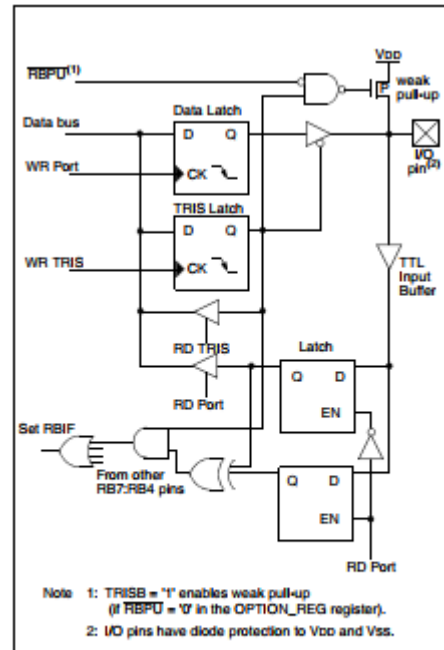 VDD
RBPU(1)
weak
pull-up
P
Data Latch
Data bus
D Q
WR Port
CK
I/O
pin(2)
TRIS Latch
D Q
WR TRIS
CK
TTL
Input
Buffer
RD TRIS
Latch
Q D
RD Port
EN
Set RBIF
From other
RB7:RB4 pins
Q D
EN
RD Port
Note 1: TRISB = "1" enables weak pull-up
(if RBPU = '0' in the OPTION_REG register).
2: I/O pins have diode protection to VDD and VSS.